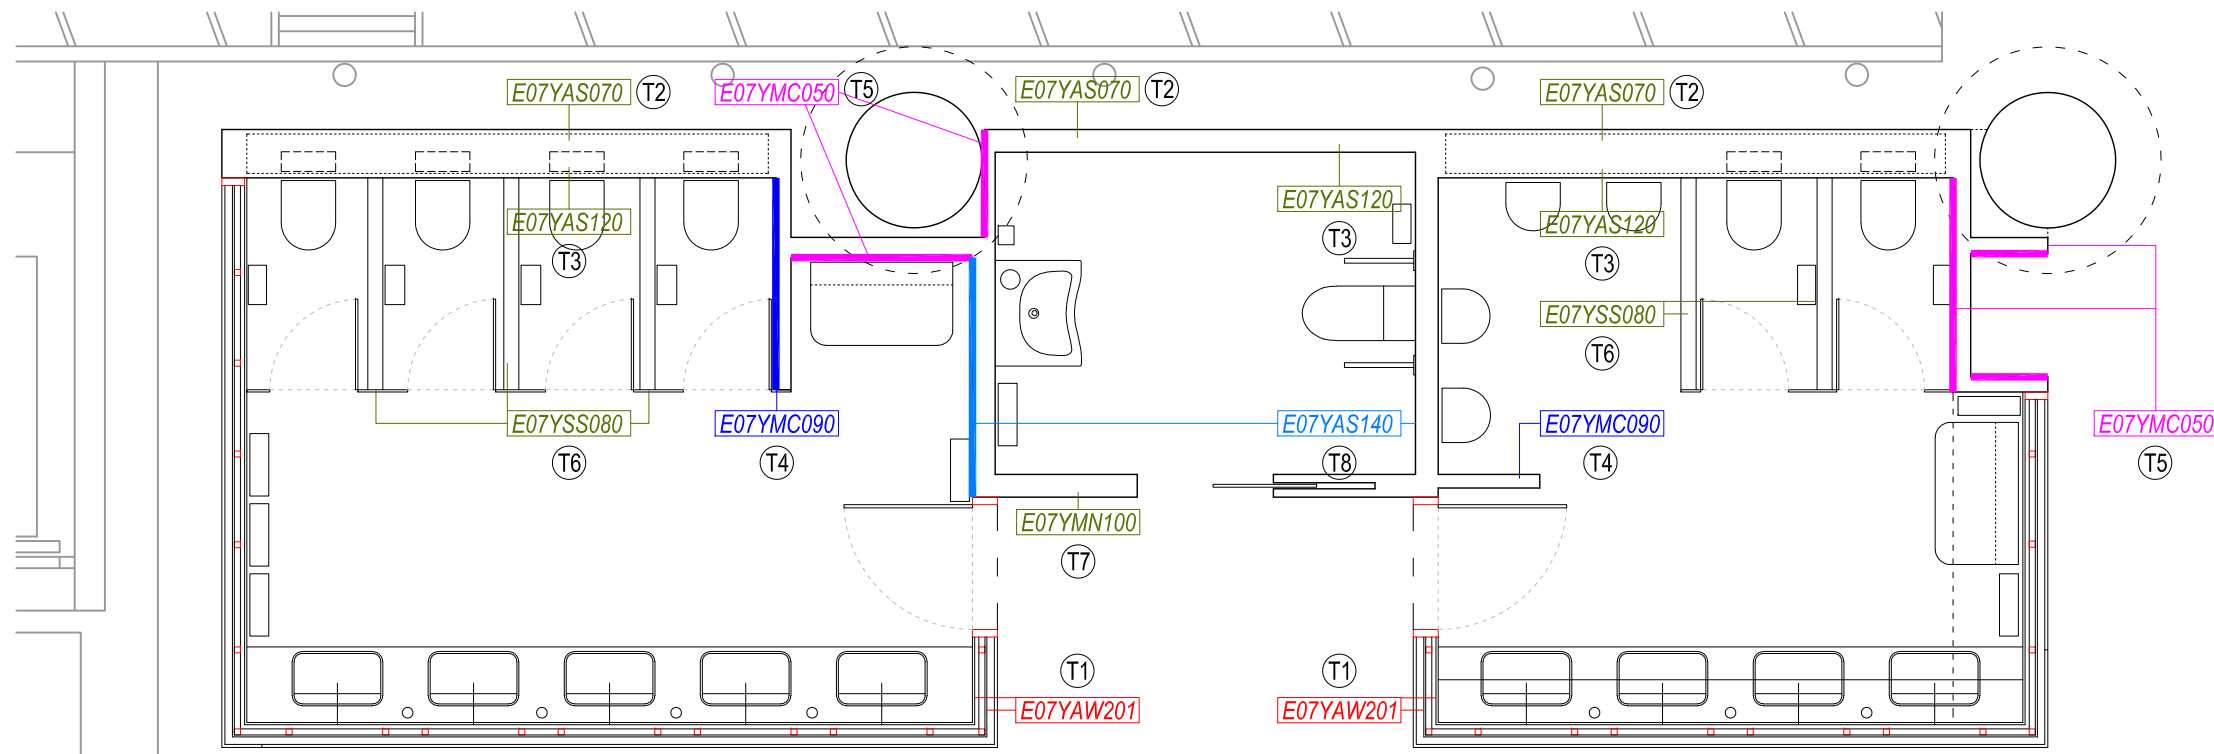 E07YAS070 T2
E07YMC050 T5
E07YAS070 T2
E07YAS070 T2
E07YAS120
T3
E07YAS120
T3
E07YAS120
T3
E07YSS080
T6
E07YSS080
T6
E07YMC090
T4
E07YAS140
T8
E07YMC090
T4
E07YMC050
T5
E07YMN100
T7
T1
E07YAW201
T1
E07YAW201